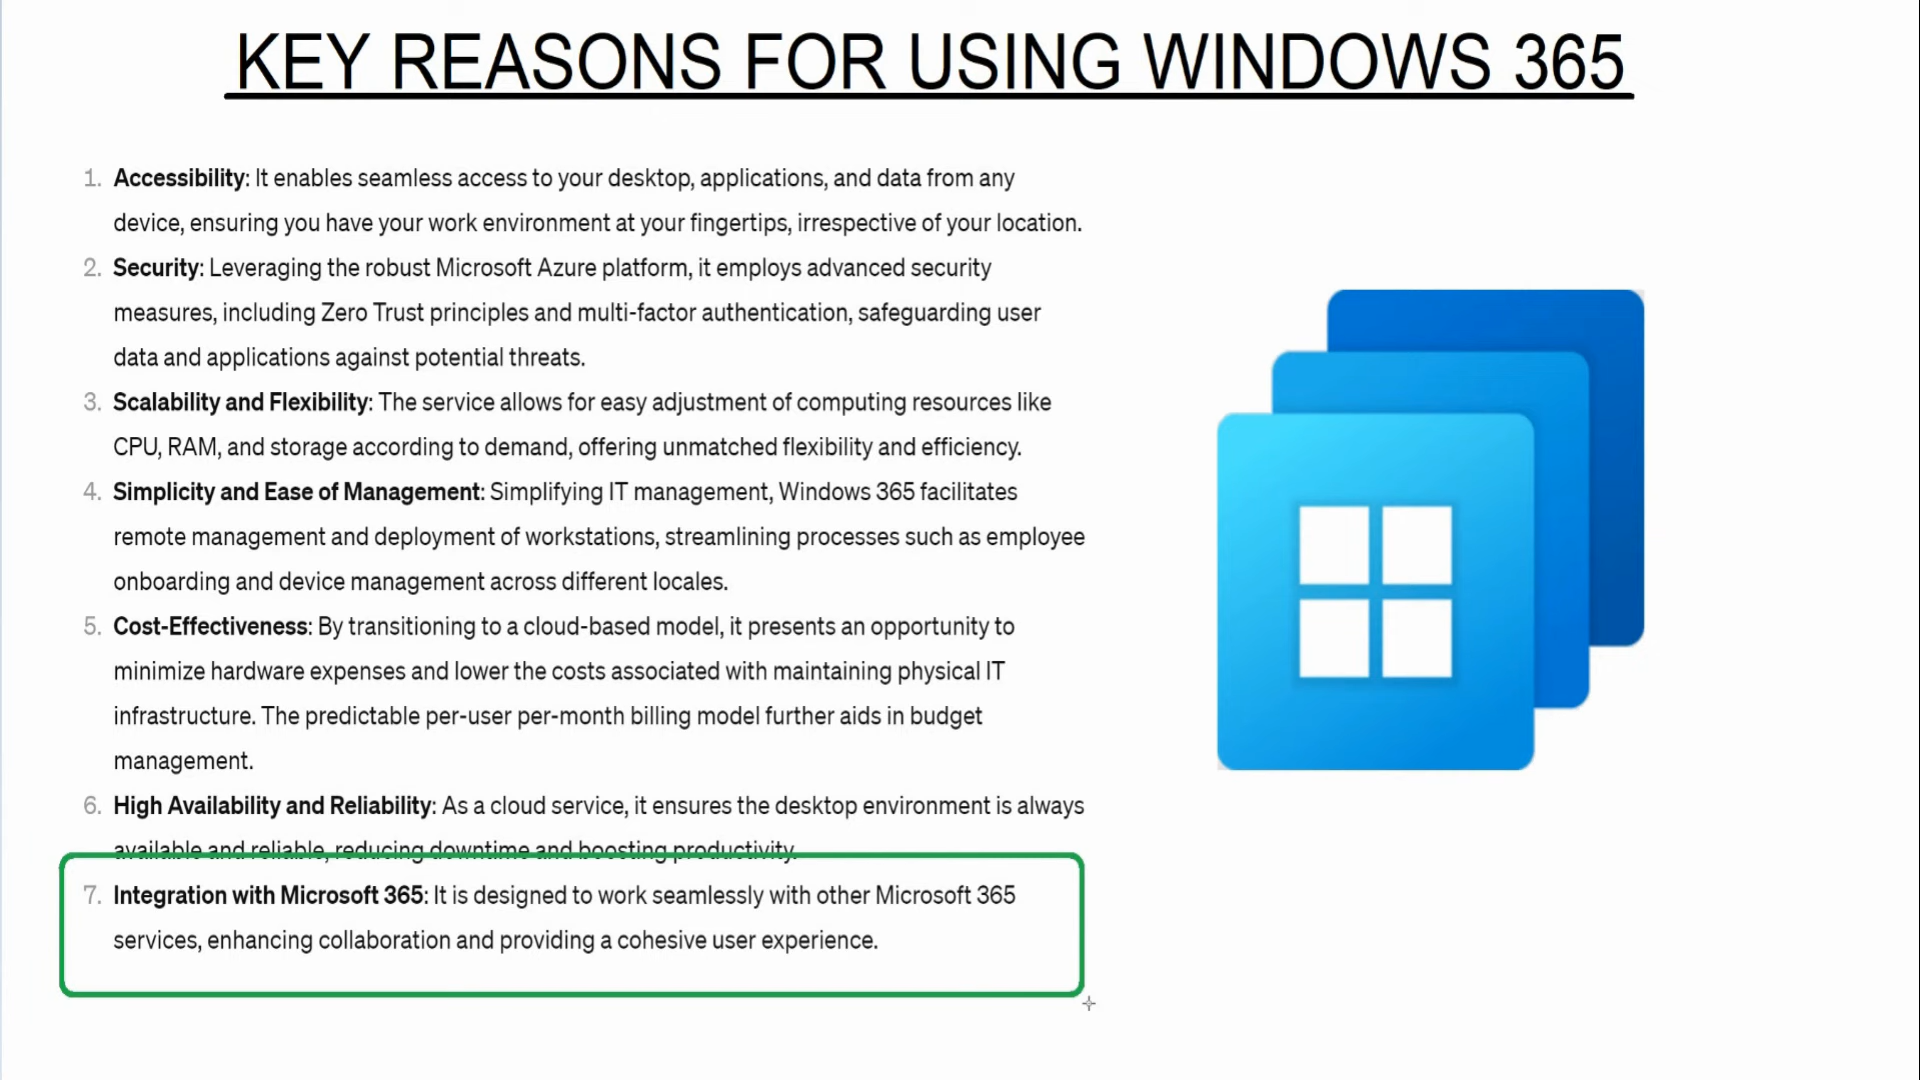 KEY REASONS FOR USING WINDOWS 365
1. Accessibility: It enables seamless access to your desktop, applications, and data from any
device, ensuring you have your work environment at your fingertips, irrespective of your location.
2. Security: Leveraging the robust Microsoft Azure platform, it employs advanced security
measures, including Zero Trust principles and multi-factor authentication, safeguarding user
data and applications against potential threats.
3. Scalability and Flexibility: The service allows for easy adjustment of computing resources like
CPU, RAM, and storage according to demand, offering unmatched flexibility and efficiency.
4. Simplicity and Ease of Management: Simplifying IT management, Windows 365 facilitates
remote management and deployment of workstations, streamlining processes such as employee
onboarding and device management across different locales.
5. Cost-Effectiveness: By transitioning to a cloud-based model, it presents an opportunity to
minimize hardware expenses and lower the costs associated with maintaining physical IT
infrastructure. The predictable per-user per-month billing model further aids in budget
management.
6. High Availability and Reliability: As a cloud service, it ensures the desktop environment is always
available and reliable, reducing downtime and boosting productivity.
7. Integration with Microsoft 365: It is designed to work seamlessly with other Microsoft 365
services, enhancing collaboration and providing a cohesive user experience.